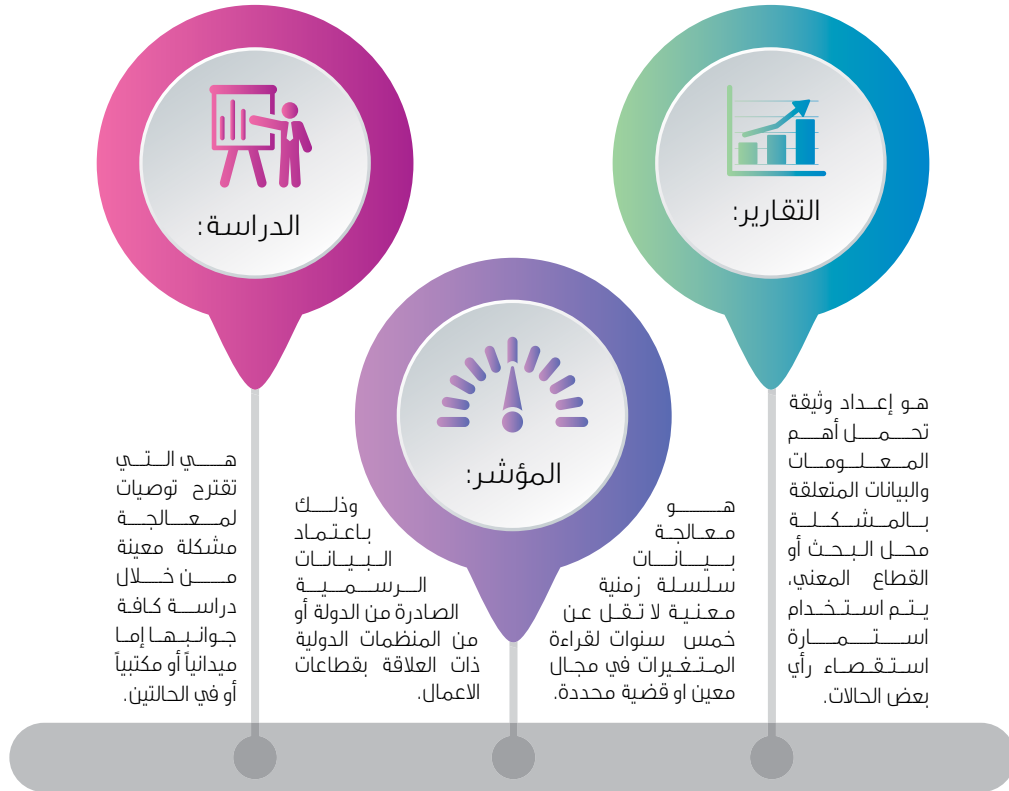 التقارير:
هو إعداد وثيقة
تحمل أهم
المعلومات
والبيانات المتعلقة
بالمشكلة
محل البحث أو
القطاع المعني،
يتم استخدام
استمارة
استقصاء رأي
بعض الحالات.
المؤشر:
هو
معالجة
بيانات
سلسلة زمنية
معنية لا تقل عن
خمس سنوات لقراءة
المتغيرات في مجال
معين او قضية محددة.
وذلك
باعتماد
البيانات
الرسمية
الصادرة من الدولة أو
من المنظمات الدولية
ذات العلاقة بقطاعات
الاعمال.
الدراسة:
هي التي
تقترح توصيات
لمعالجة
مشكلة معينة
من خلال
دراسة كافة
جوانبها إما
ميدانياً أو مكتبياً
أو في الحالتين.